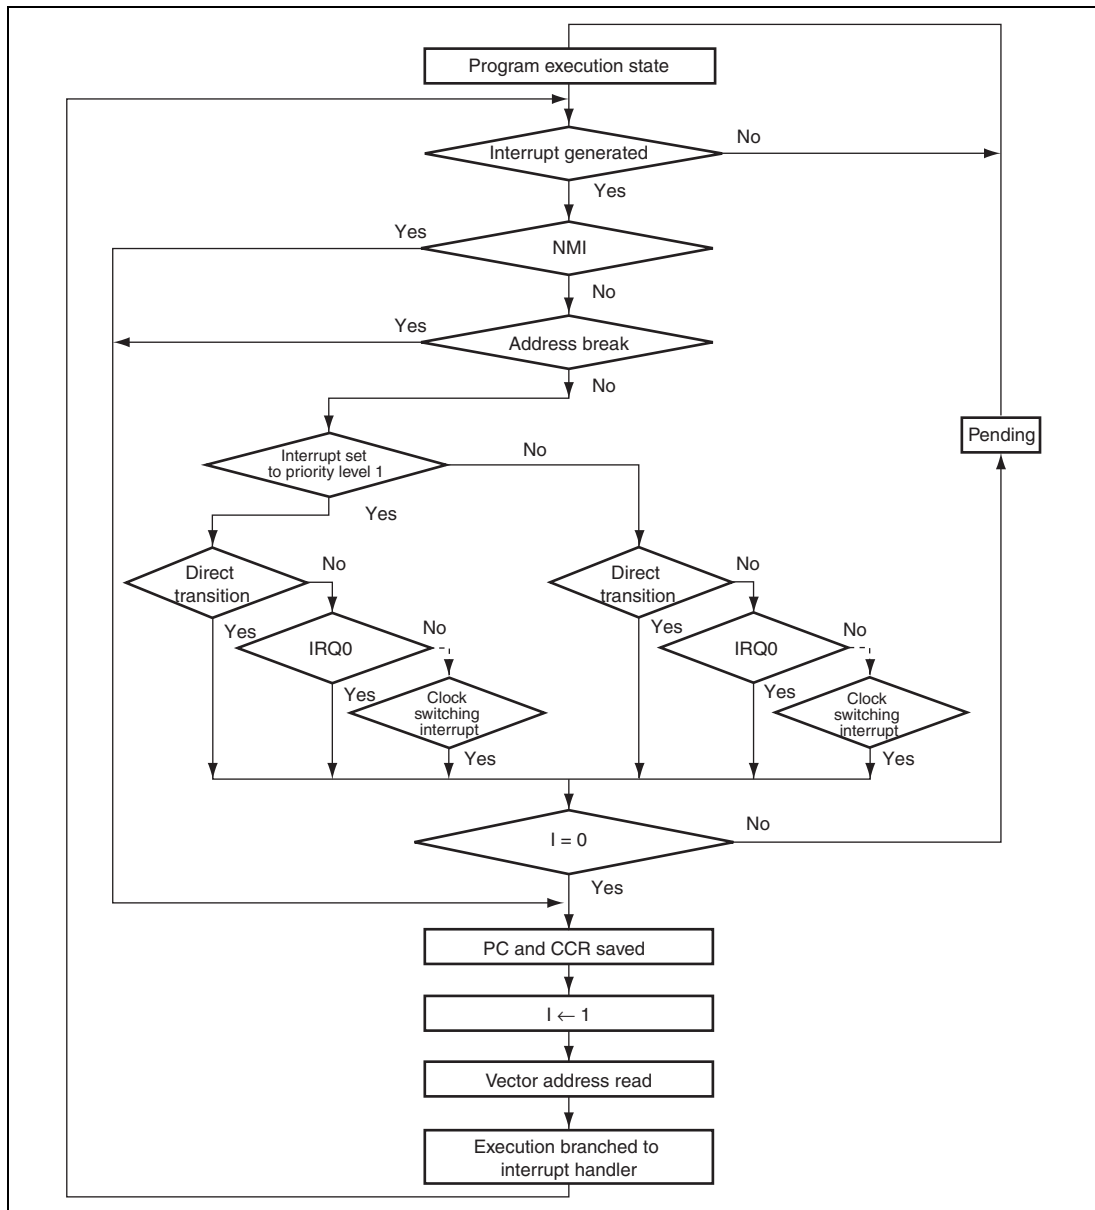 Program execution state
Interrupt generated
No
Yes
Yes
NMI
No
Yes
Address break
No
Pending
Interrupt set
to priority level 1
No
Yes
Direct
transition
No
Yes
IRQ0
No
Yes
Clock
switching
interrupt
Yes
Direct
transition
No
Yes
IRQ0
No
Yes
Clock
switching
interrupt
Yes
I = 0
No
Yes
PC and CCR saved
I ← 1
Vector address read
Execution branched to
interrupt handler